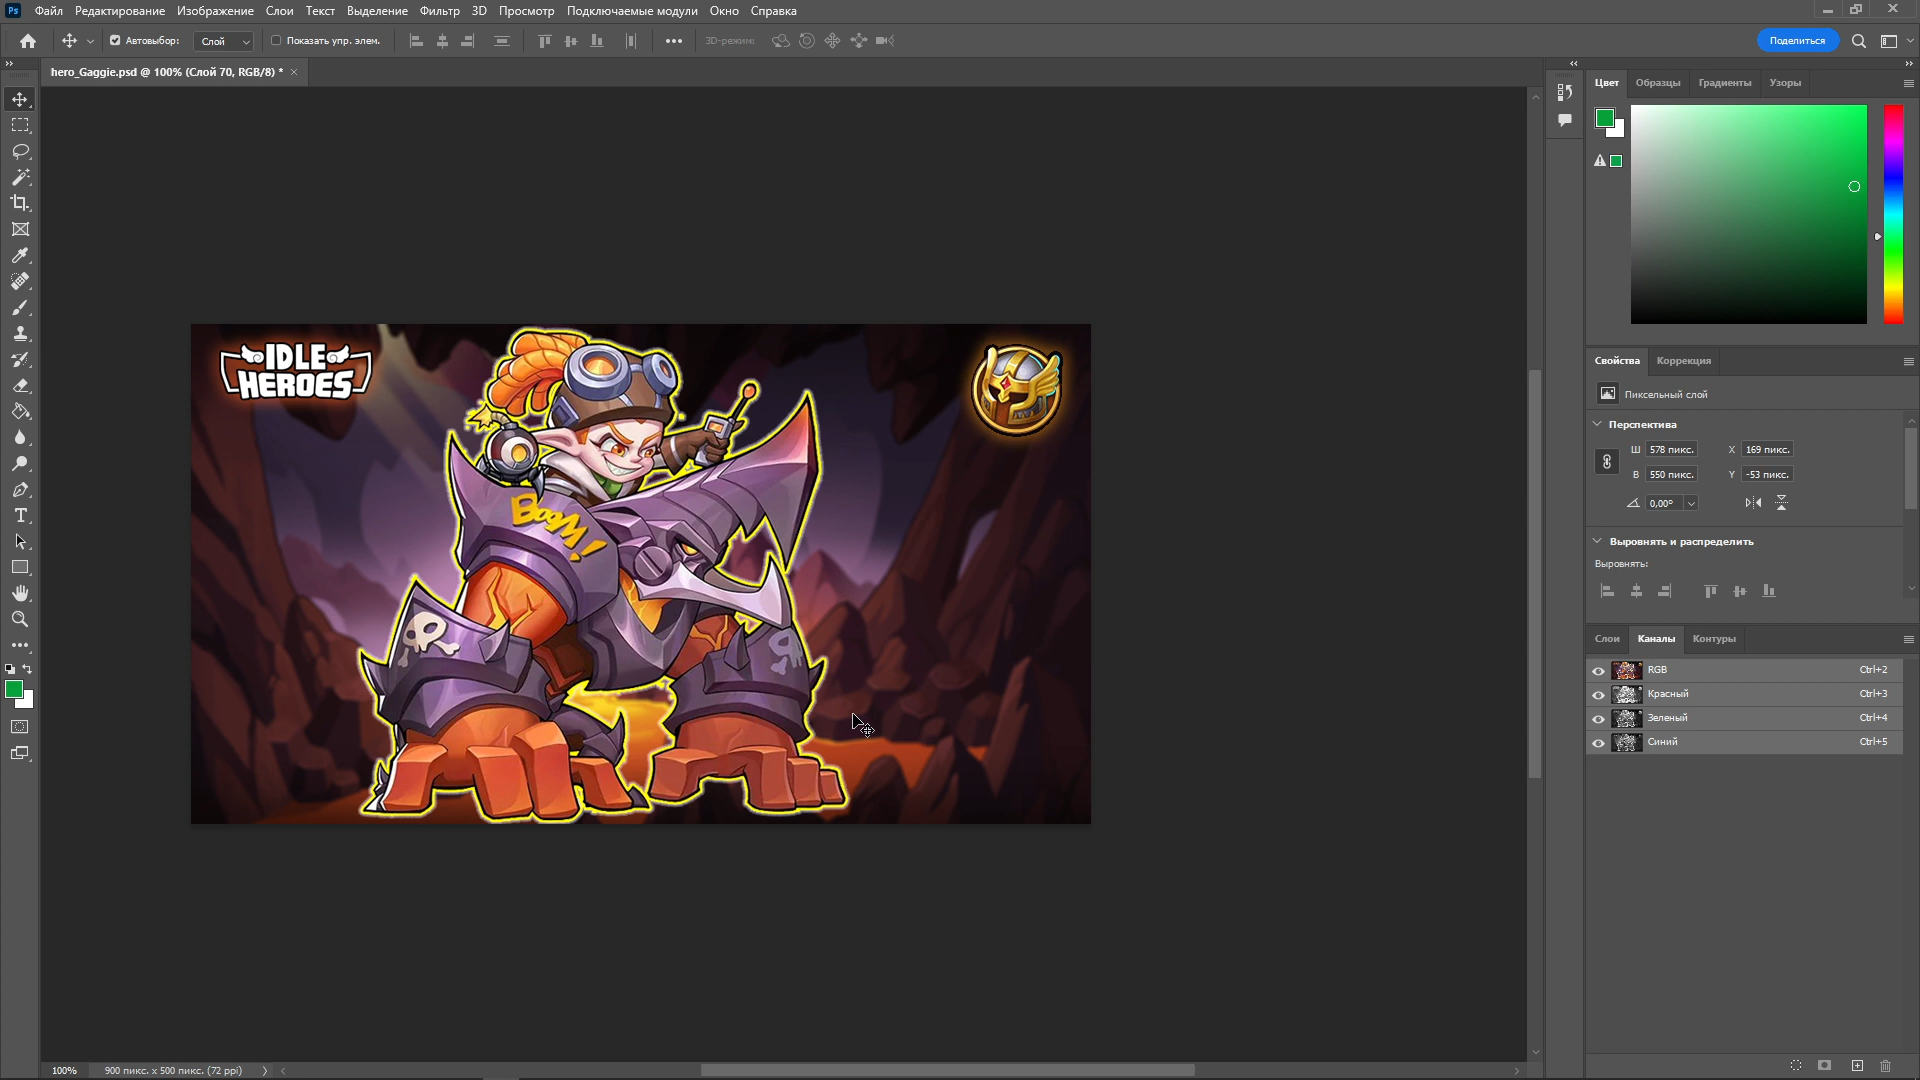 Ps Файл Редактирование Изображение Слои Текст Выделение Фильтр 3D Просмотр Подключаемые модули Окно Справка
Автовыбор: Слой Показать упр. элем. 3D-режим: Поделиться
hero_Gaggie.psd @ 100% (Слой 70, RGB/8) *
IDLE
HEROES
BOOM!
Цвет Образцы Градиенты Узоры
Свойства Коррекция
Пиксельный слой
Перспектива
Ш 578 пикс. X 169 пикс.
В 550 пикс. Y -53 пикс.
0,00°
Выровнять и распределить
Выровнять:
Слои Каналы Контуры
RGB Ctrl+2
Красный Ctrl+3
Зеленый Ctrl+4
Синий Ctrl+5
100% 900 пикс. x 500 пикс. (72 ppi)